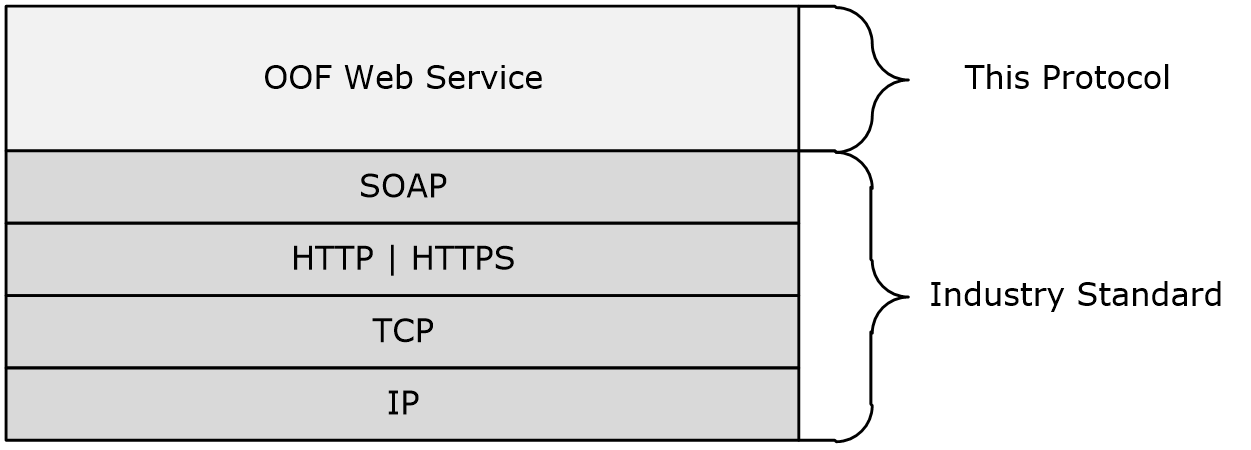 OOF Web Service
This Protocol
SOAP
HTTP | HTTPS
Industry Standard
TCP
IP